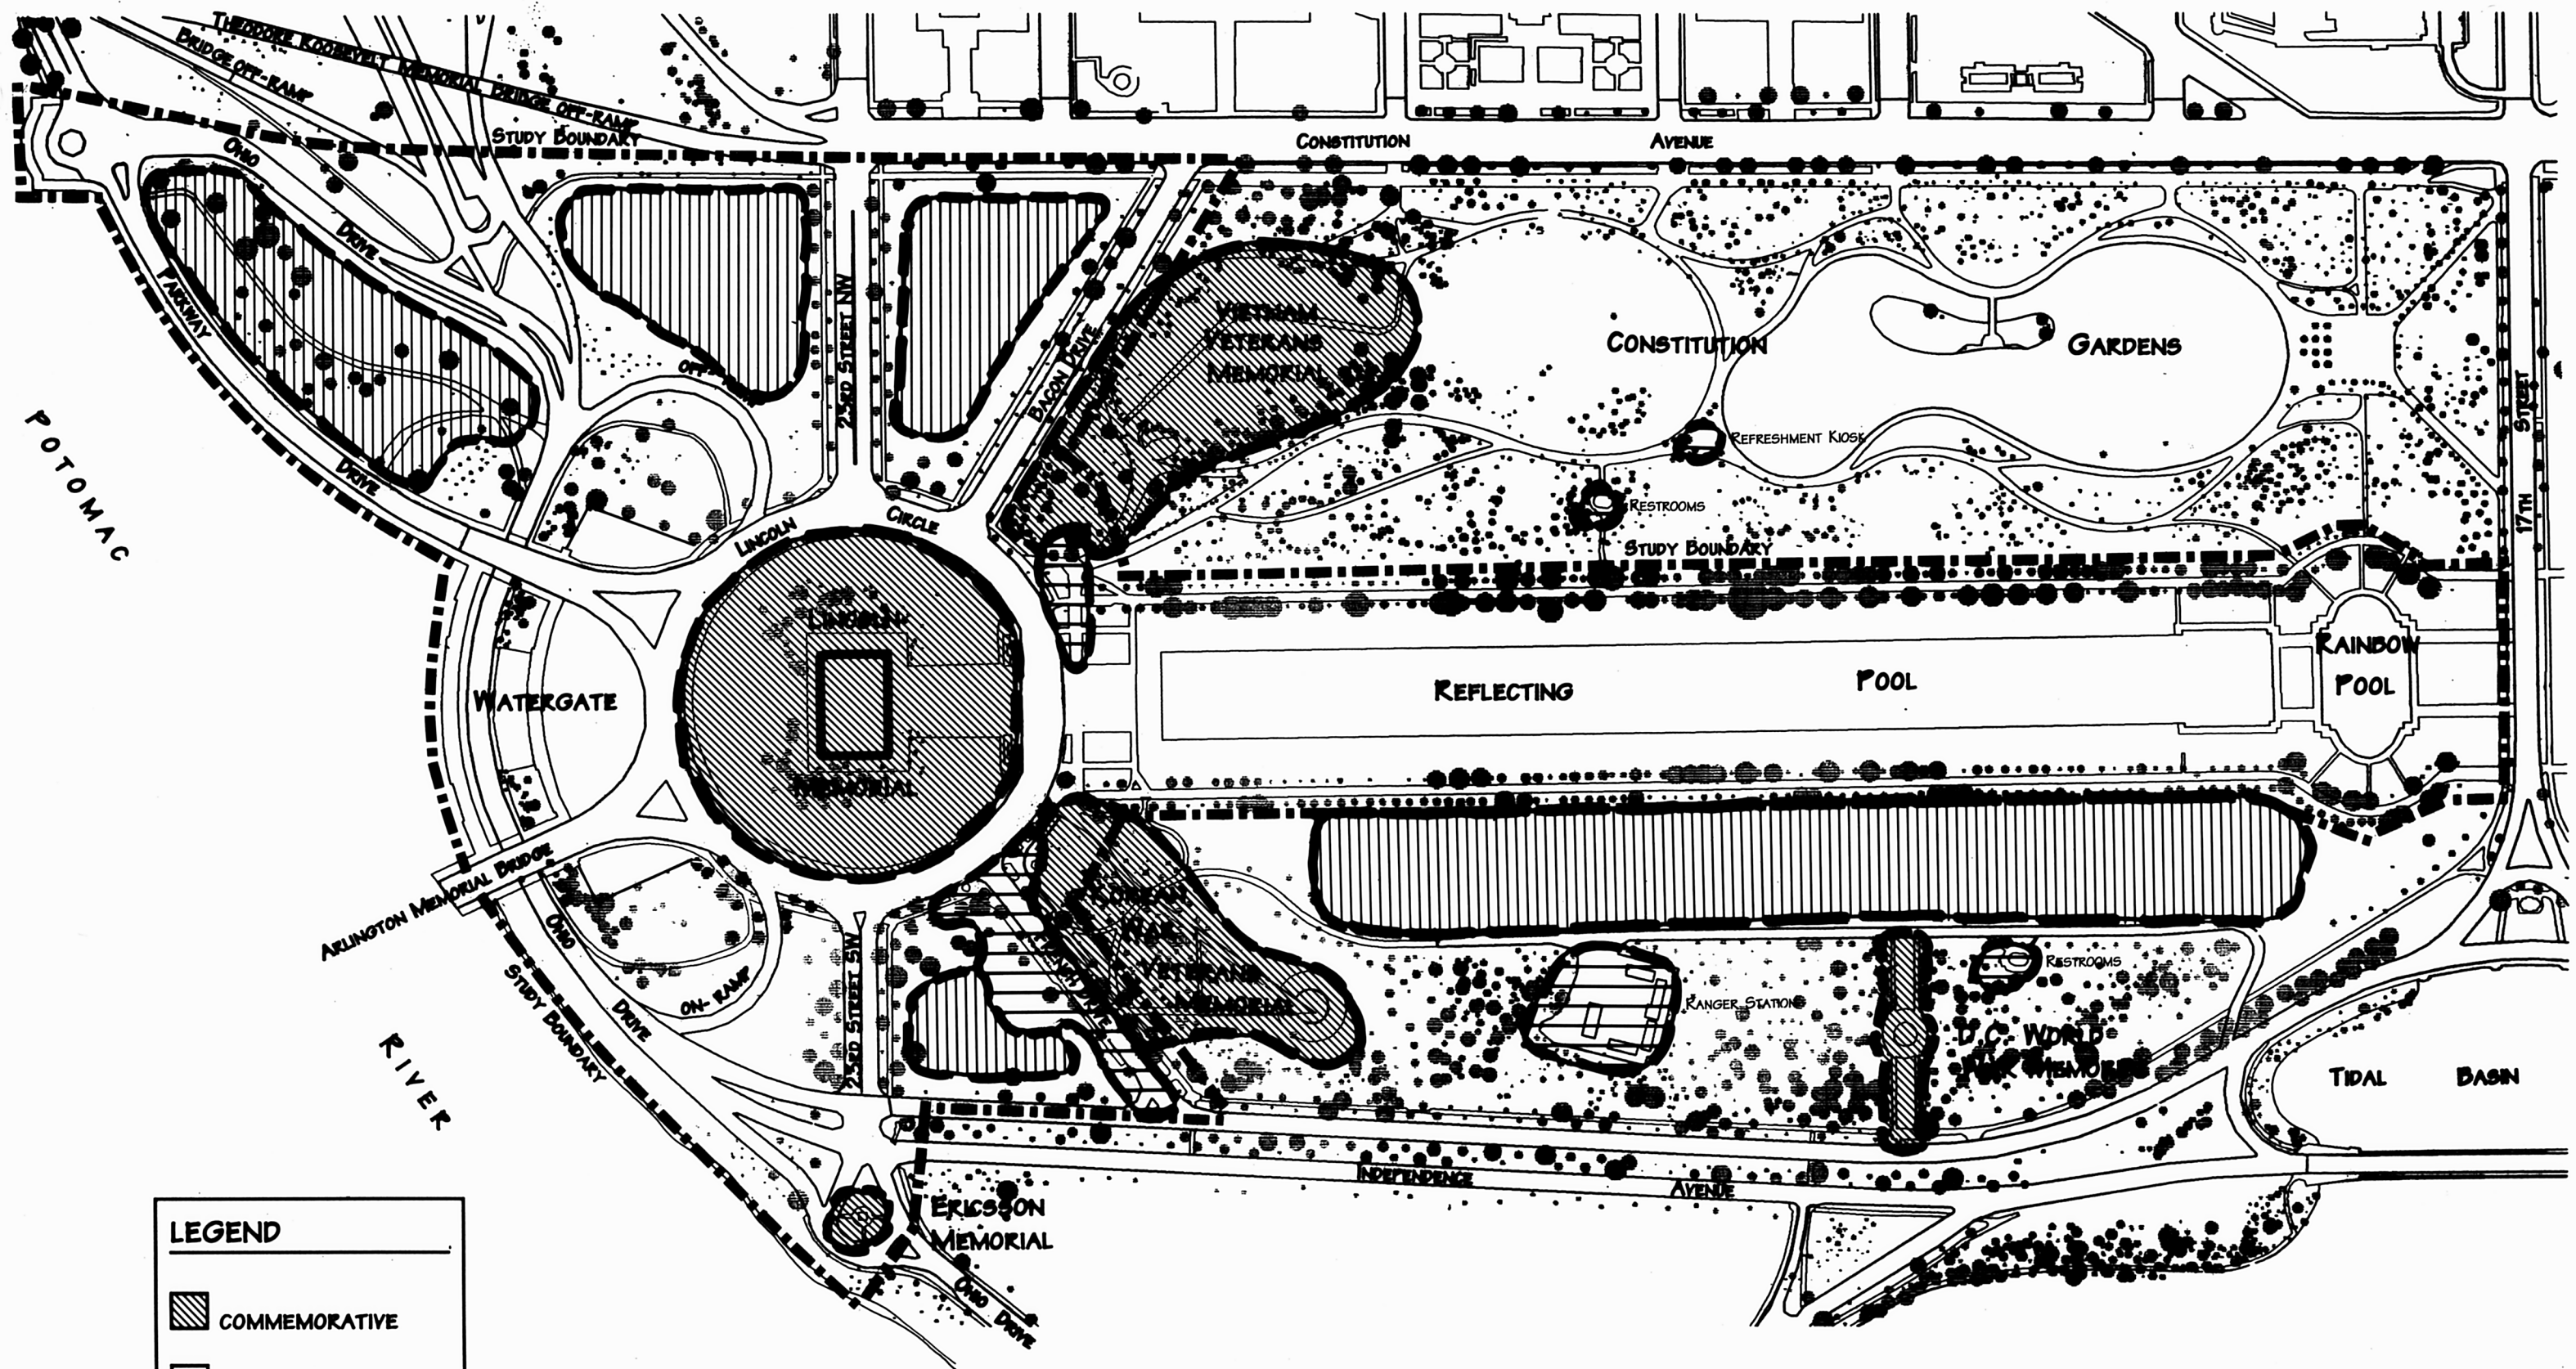 THEODORE ROOSEVELT MEMORIAL BRIDGE OFF-RAMP
BRIDGE OFF-RAMP
STUDY BOUNDARY
CONSTITUTION AVENUE
OHIO
DRIVE
PARKWAY
DRIVE
OFF-
23RD STREET NW
BACON DRIVE
VIETNAM
VETERANS
MEMORIAL
CONSTITUTION GARDENS
REFRESHMENT KIOSK
RESTROOMS
STREET
17TH
POTOMAC
LINCOLN CIRCLE
STUDY BOUNDARY
LINCOLN
MEMORIAL
WATERGATE
REFLECTING POOL
RAINBOW
POOL
ARLINGTON MEMORIAL BRIDGE
OHIO
DRIVE
ON-RAMP
STUDY BOUNDARY
23RD STREET SW
KOREAN
WAR
VETERANS
MEMORIAL
RANGER STATION
RESTROOMS
D.C. WORLD
WAR MEMORIAL
TIDAL BASIN
RIVER
INDEPENDENCE AVENUE
ERICSSON
MEMORIAL
OHIO DRIVE
LEGEND
COMMEMORATIVE